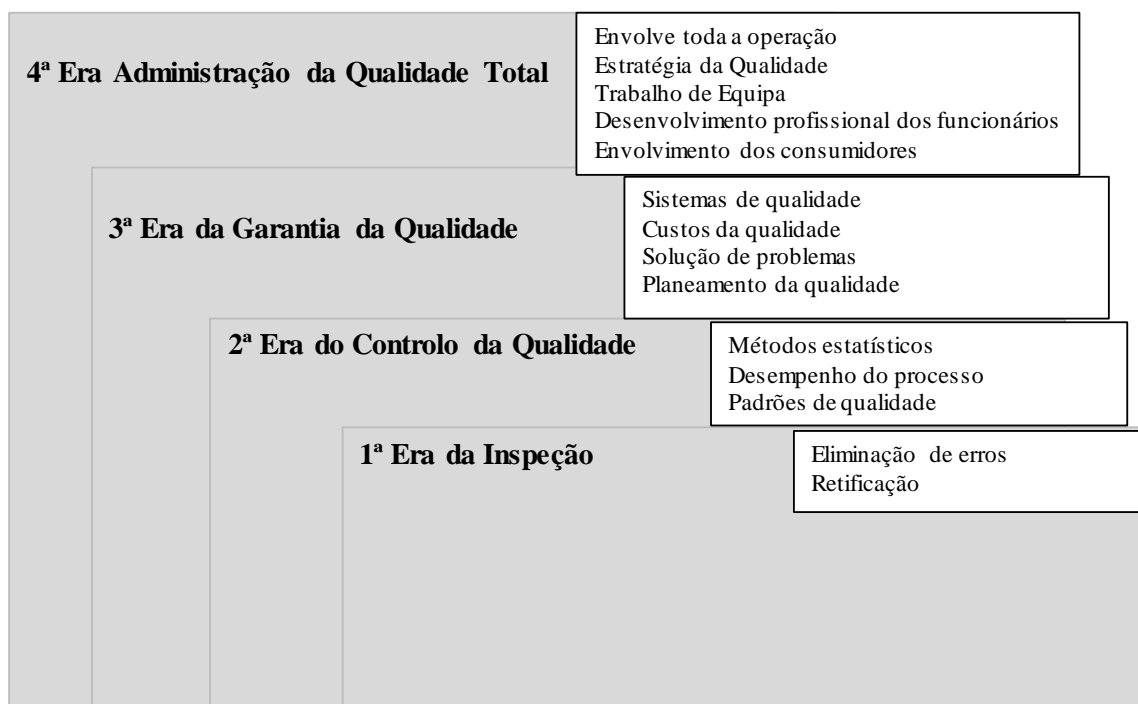 4ª Era Administração da Qualidade Total
Envolve toda a operação
Estratégia da Qualidade
Trabalho de Equipa
Desenvolvimento profissional dos funcionários
Envolvimento dos consumidores
3ª Era da Garantia da Qualidade
Sistemas de qualidade
Custos da qualidade
Solução de problemas
Planeamento da qualidade
2ª Era do Controlo da Qualidade
Métodos estatísticos
Desempenho do processo
Padrões de qualidade
1ª Era da Inspeção
Eliminação de erros
Retificação